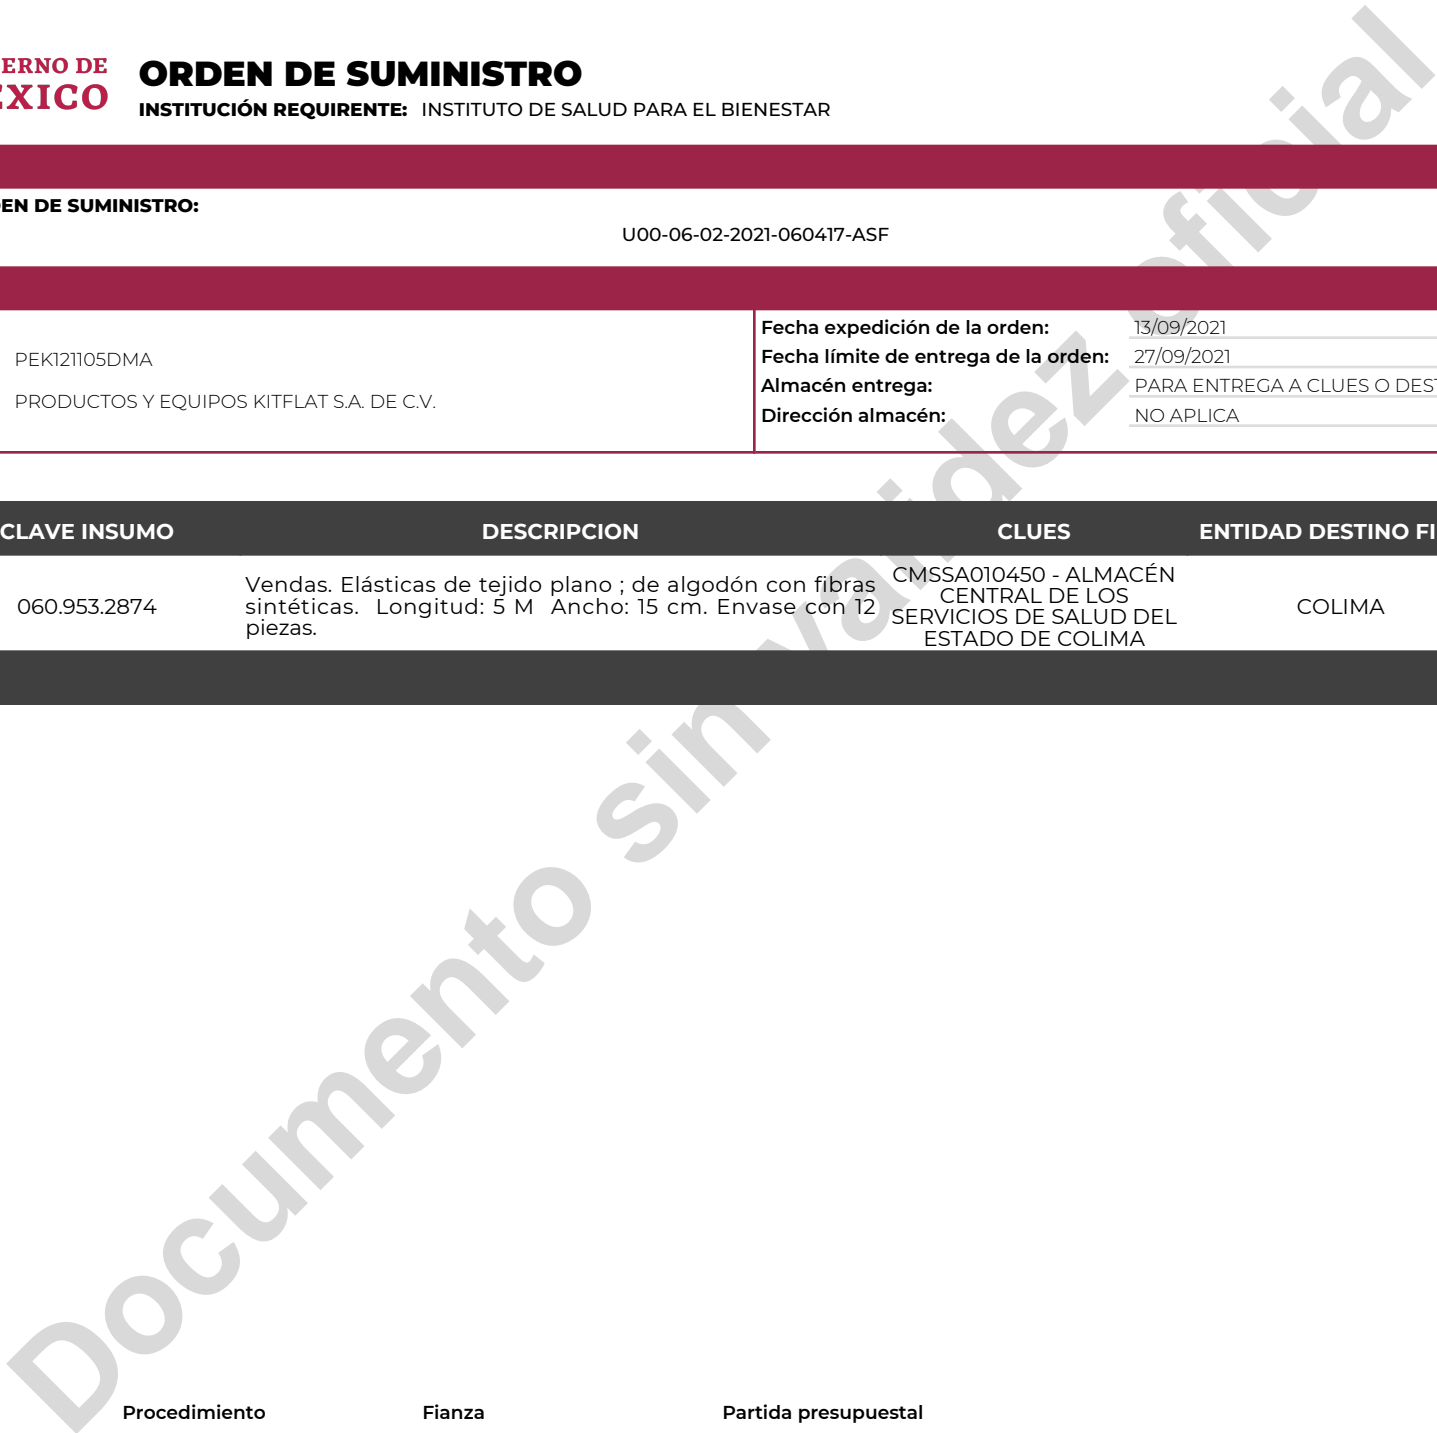 ERNO DE
EXICO
ORDEN DE SUMINISTRO
INSTITUCIÓN REQUIRENTE: INSTITUTO DE SALUD PARA EL BIENESTAR
EN DE SUMINISTRO:
U00-06-02-2021-060417-ASF
PEK121105DMA
PRODUCTOS Y EQUIPOS KITFLAT S.A. DE C.V.
Fecha expedición de la orden: 13/09/2021
Fecha límite de entrega de la orden: 27/09/2021
Almacén entrega: PARA ENTREGA A CLUES O DEST
Dirección almacén: NO APLICA
CLAVE INSUMO DESCRIPCION CLUES ENTIDAD DESTINO FI
060.953.2874
Vendas. Elásticas de tejido plano ; de algodón con fibras
sintéticas. Longitud: 5 M Ancho: 15 cm. Envase con 12
piezas.
CMSSA010450 - ALMACÉN
CENTRAL DE LOS
SERVICIOS DE SALUD DEL
ESTADO DE COLIMA
COLIMA
Documento sin validez oficial
Procedimiento Fianza Partida presupuestal